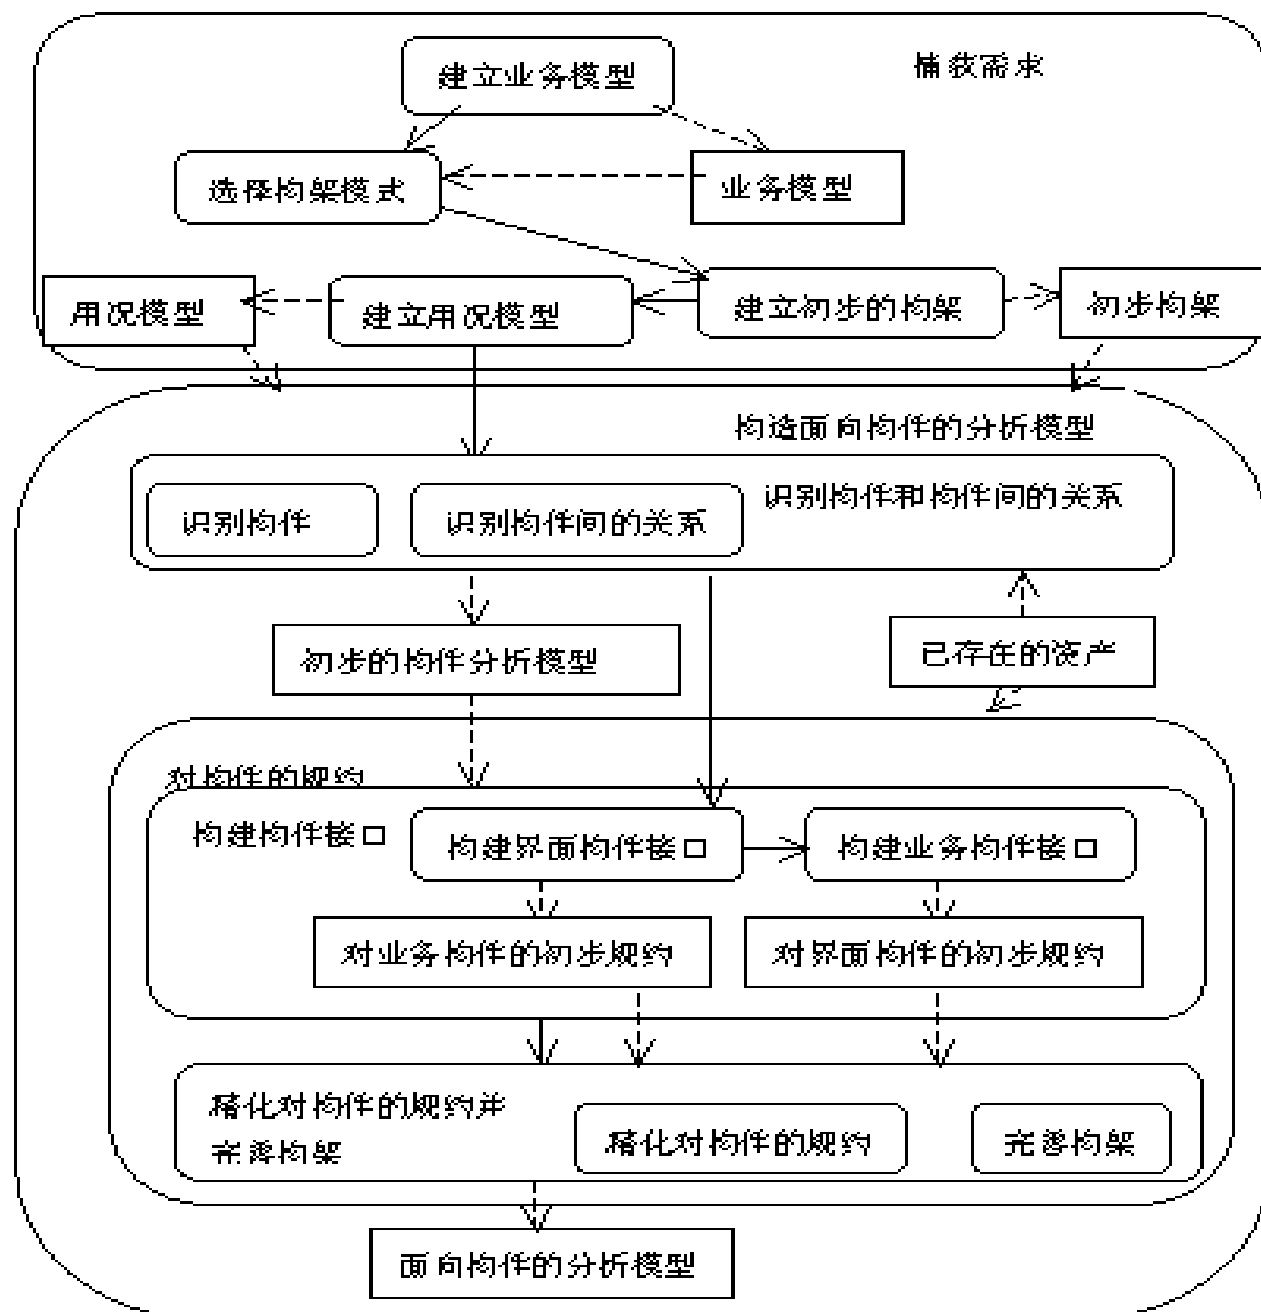 建立业务模型
捕获需求
选择构架模式
业务模型
用况模型
建立用况模型
建立初步的构架
初步构架
构造面向构件的分析模型
识别构件和构件间的关系
识别构件
识别构件间的关系
初步的构件分析模型
已存在的资产
对构件的规约
构建构件接口
构建界面构件接口
构建业务构件接口
对业务构件的初步规约
对界面构件的初步规约
精化对构件的规约并
完善构架
精化对构件的规约
完善构架
面向构件的分析模型